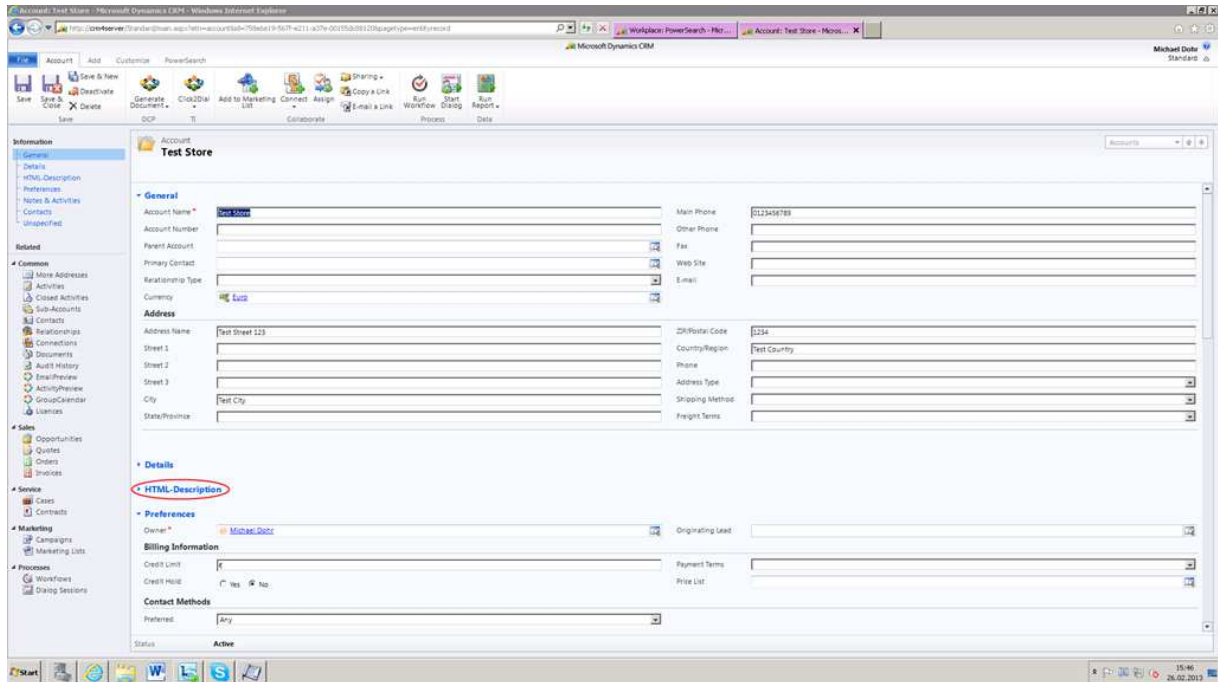 Account: Test Store - Microsoft Dynamics CRM - Windows Internet Explorer
Workplace: PowerSearch - Micr... Account: Test Store - Micros...
Microsoft Dynamics CRM
Michael Dohr
Standard
File Account Add Customize PowerSearch
Save
Save & Close
Save & New
Deactivate
Delete
Generate Document
Click2Dial
Add to Marketing List
Connect
Assign
Sharing
Copy a Link
E-mail a Link
Run Workflow
Start Dialog
Run Report
Save DCP TI Collaborate Process Data
Information
General
Details
HTML-Description
Preferences
Notes & Activities
Contacts
Unspecified
Related
Common
More Addresses
Activities
Closed Activities
Sub-Accounts
Contacts
Relationships
Connections
Documents
Audit History
EmailPreview
ActivityPreview
GroupCalendar
Licences
Sales
Opportunities
Quotes
Orders
Invoices
Service
Cases
Contracts
Marketing
Campaigns
Marketing Lists
Processes
Workflows
Dialog Sessions
Account
Test Store
Accounts
General
Account Name * Test Store Main Phone 0123456789
Account Number Other Phone
Parent Account Fax
Primary Contact Web Site
Relationship Type E-mail
Currency Euro
Address
Address Name Test Street 123 ZIP/Postal Code 1234
Street 1 Country/Region Test Country
Street 2 Phone
Street 3 Address Type
City Test City Shipping Method
State/Province Freight Terms
Details
HTML-Description
Preferences
Owner * Michael Dohr Originating Lead
Billing Information
Credit Limit € Payment Terms
Credit Hold Yes No Price List
Contact Methods
Preferred Any
Status Active
Start
15:46
26.02.2013